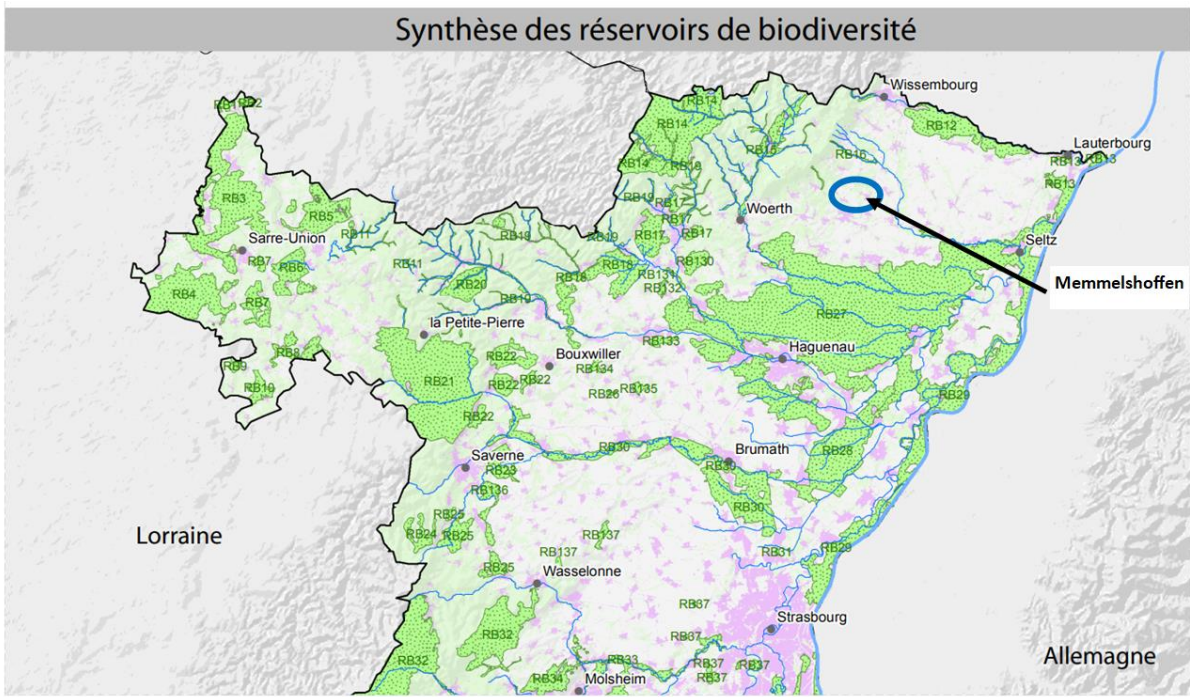 Synthèse des réservoirs de biodiversité
Wissembourg
RB2
RB14
RB14
RB12
RB16
Lauterbourg
RB13
RB13
RB14
RB13
RB3
RB5
RB17
RB17
RB17
RB17
Woerth
RB11
Sarre-Union
RB19
Seltz
RB7
RB6
RB11
RB18
RB131
RB130
Memmelshoffen
RB4
RB7
RB20
RB18
RB132
RB19
RB27
la Petite-Pierre
RB133
Haguenau
RB8
RB22
Bouxwiller
RB9
RB134
RB10
RB21
RB22
RB22
RB26
RB135
RB29
RB22
RB30
Brumath
RB28
Saverne
RB23
RB30
RB136
RB30
RB25
RB24
RB25
RB137
Lorraine
RB137
RB31
RB29
RB25
Wasselonne
RB37
Strasbourg
RB32
RB37
RB32
RB33
RB37
RB37
Allemagne
RB34
Molsheim
RB37